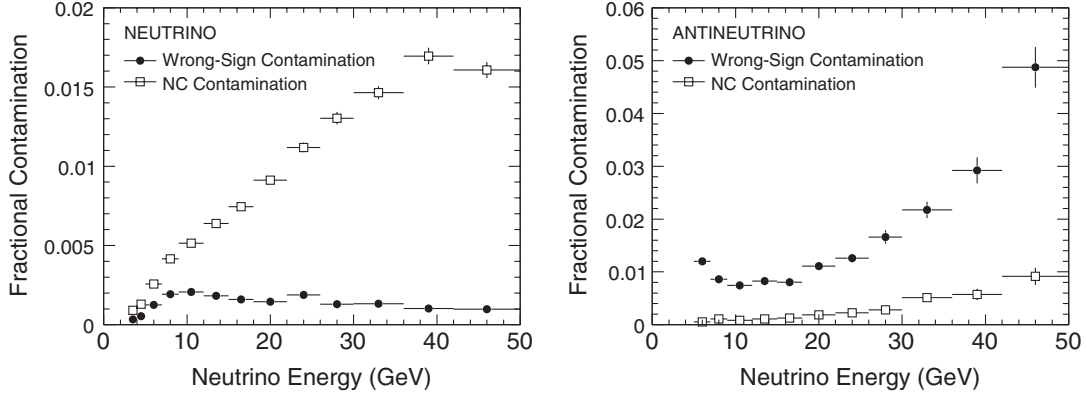 NEUTRINO
Wrong-Sign Contamination
NC Contamination
Fractional Contamination
0.02
0.015
0.01
0.005
0
0 10 20 30 40 50
Neutrino Energy (GeV)
ANTINEUTRINO
Wrong-Sign Contamination
NC Contamination
Fractional Contamination
0.06
0.05
0.04
0.03
0.02
0.01
0
0 10 20 30 40 50
Neutrino Energy (GeV)